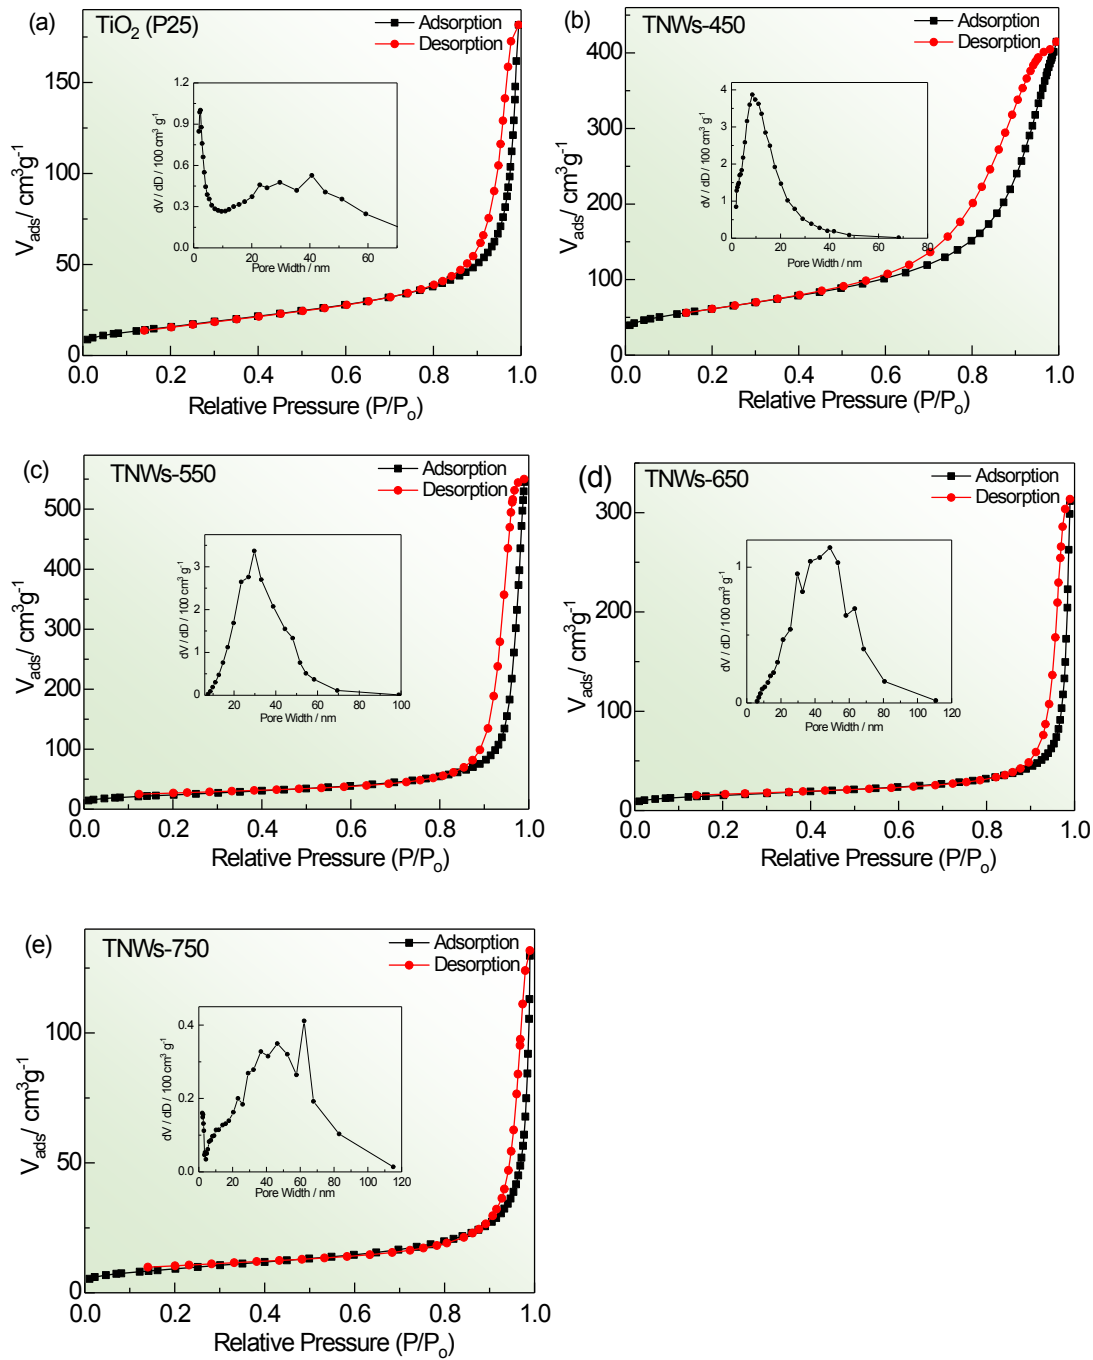 (a)
TiO2 (P25)
Adsorption
Desorption
Vads/ cm3g-1
150
100
50
0
0.0 0.2 0.4 0.6 0.8 1.0
Relative Pressure (P/Po)
dV / dD / 100 cm3 g-1
1.2
0.9
0.6
0.3
0.0
0 20 40 60
Pore Width / nm
(b)
TNWs-450
Adsorption
Desorption
Vads/ cm3g-1
400
300
200
100
0
0.0 0.2 0.4 0.6 0.8 1.0
Relative Pressure (P/Po)
dV / dD / 100 cm3 g-1
4
3
2
1
0
0 20 40 60 80
Pore Width / nm
(c)
TNWs-550
Adsorption
Desorption
Vads/ cm3g-1
500
400
300
200
100
0
0.0 0.2 0.4 0.6 0.8 1.0
Relative Pressure (P/Po)
dV / dD / 100 cm3 g-1
3
2
1
0
20 40 60 80 100
Pore Width / nm
(d)
TNWs-650
Adsorption
Desorption
Vads/ cm3g-1
300
200
100
0
0.0 0.2 0.4 0.6 0.8 1.0
Relative Pressure (P/Po)
dV / dD / 100 cm3 g-1
1
0
0 20 40 60 80 100 120
Pore Width / nm
(e)
TNWs-750
Adsorption
Desorption
Vads/ cm3g-1
100
50
0
0.0 0.2 0.4 0.6 0.8 1.0
Relative Pressure (P/Po)
dV / dD / 100 cm3 g-1
0.4
0.2
0.0
0 20 40 60 80 100 120
Pore Width / nm